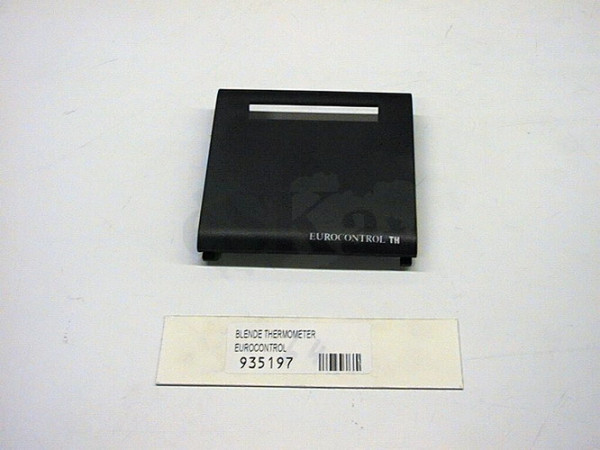 EUROCONTROL TH
BLENDE THERMOMETER
EUROCONTROL
935197